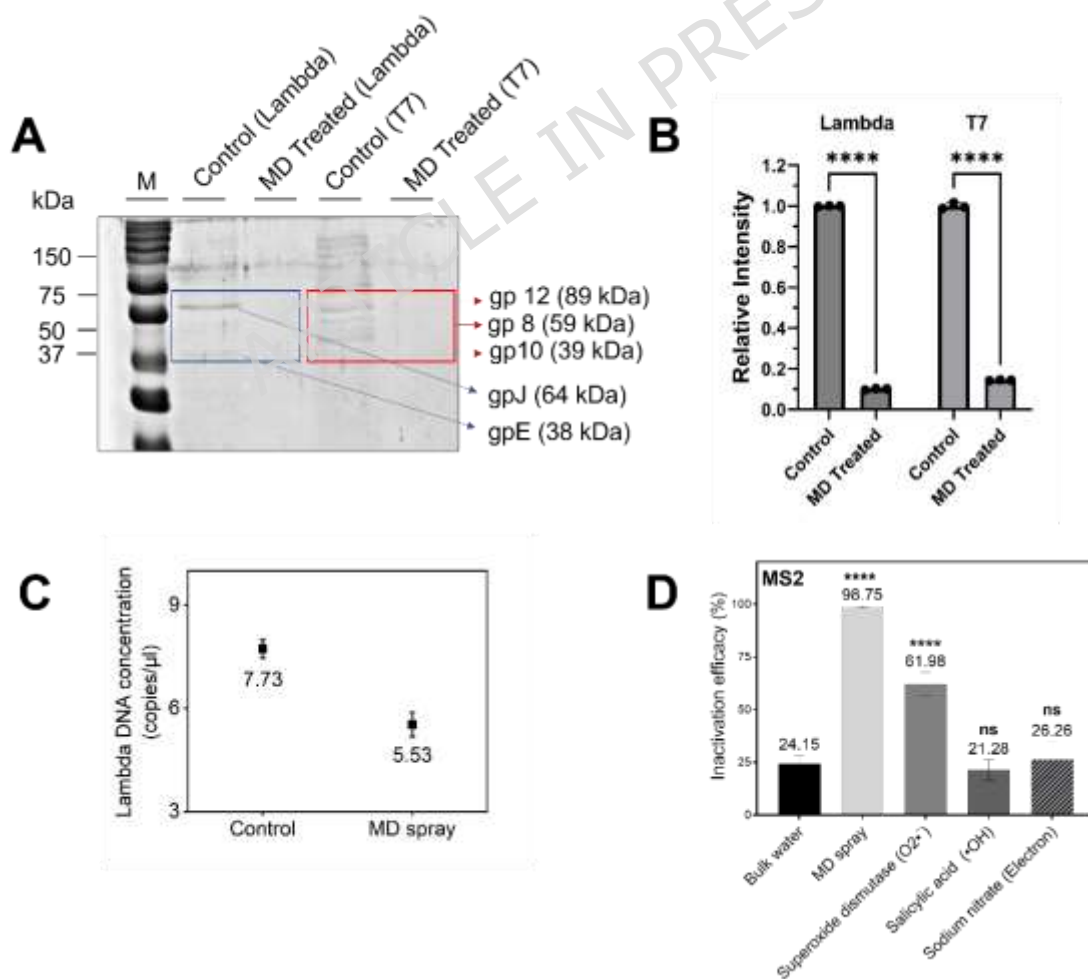 CLE IN PRES
A
Control (Lambda)
MD Treated (Lambda)
Control (T7)
MD Treated (T7)
M
kDa
150
75
50
37
gp 12 (89 kDa)
gp 8 (59 kDa)
gp10 (39 kDa)
gpJ (64 kDa)
gpE (38 kDa)
B
Lambda T7
**** ****
Relative Intensity
1.2
1.0
0.8
0.6
0.4
0.2
0.0
Control
MD Treated
Control
MD Treated
C
Lambda DNA concentration
(copies/µl)
9
6
3
7.73
5.53
Control MD spray
D
MS2
Inactivation efficacy (%)
100
75
50
25
0
24.15
****
98.75
****
61.98
ns
21.28
ns
26.26
Bulk water
MD spray
Superoxide dismutase (O2•⁻)
Salicylic acid (•OH)
Sodium nitrate (Electron)